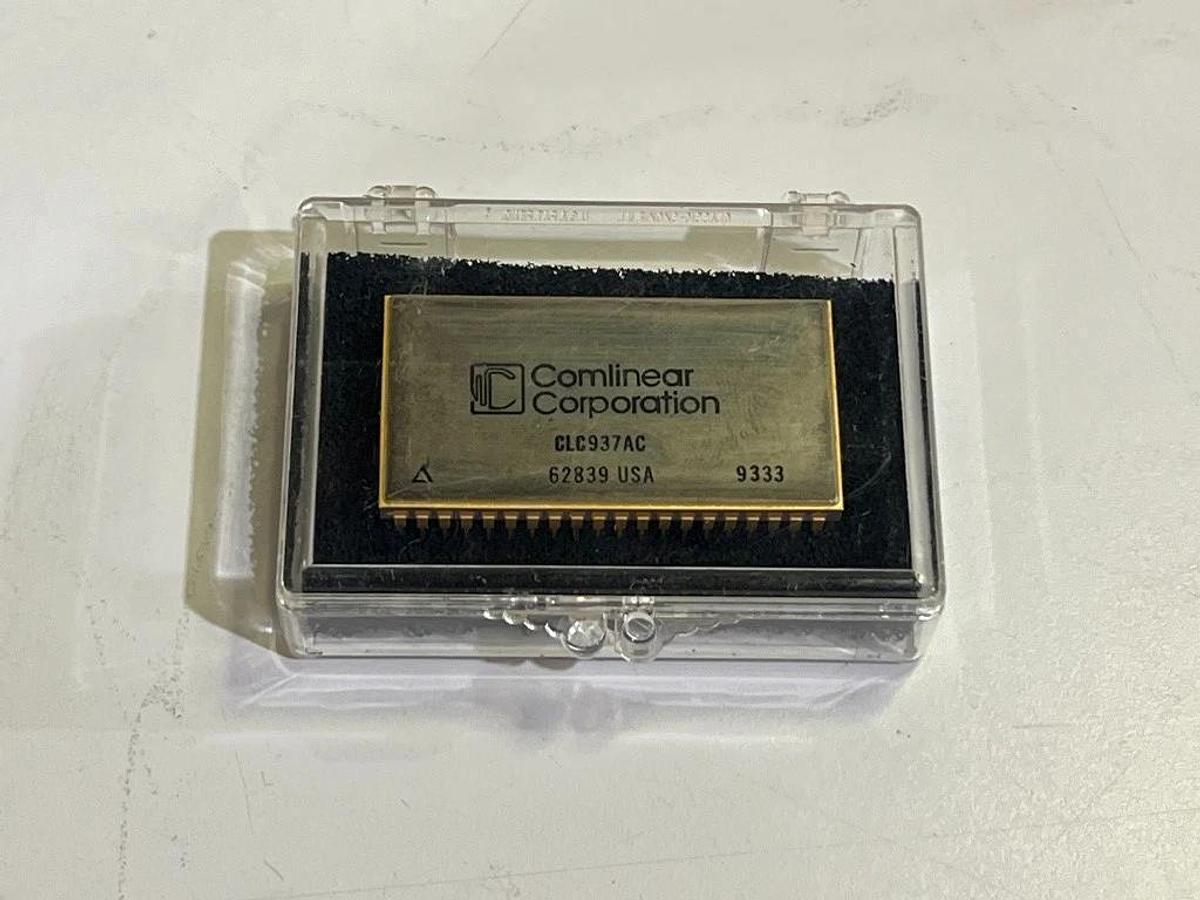 Comlinear
Corporation
CLC937AC
62839 USA 9333